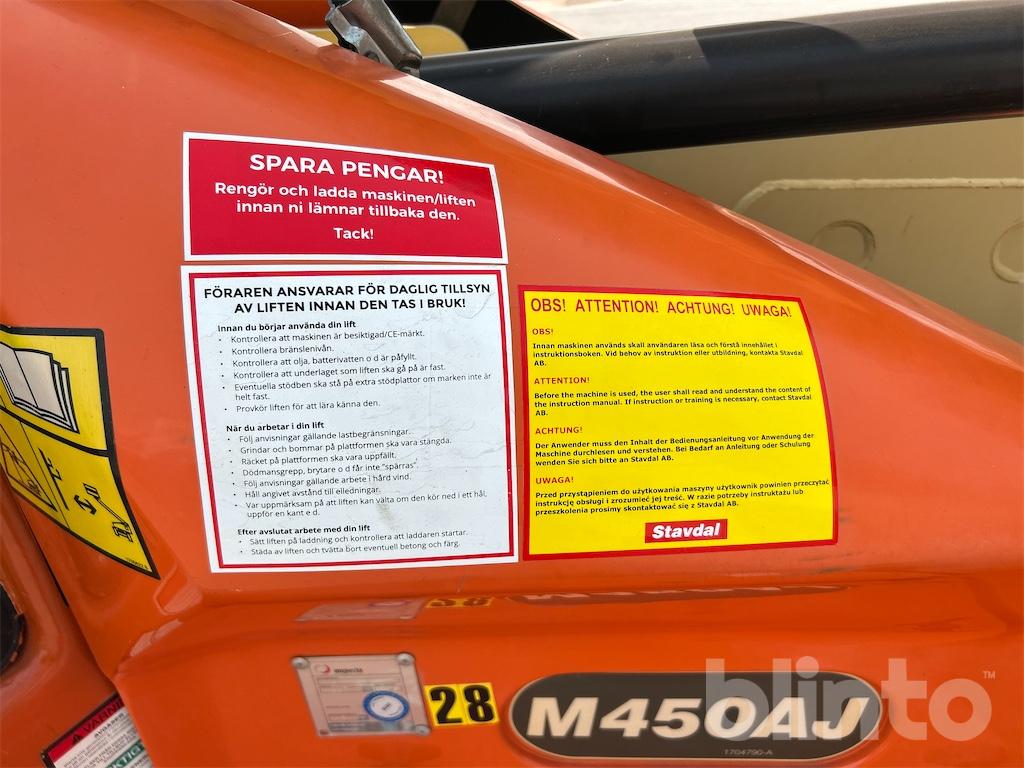 SPARA PENGAR!
Rengör och ladda maskinen/liften
innan ni lämnar tillbaka den.
Tack!
FÖRAREN ANSVARAR FÖR DAGLIG TILLSYN
AV LIFTEN INNAN DEN TAS I BRUK!
Innan du börjar använda din lift
• Kontrollera att maskinen är besiktigad/CE-märkt.
• Kontrollera bränslenivån.
• Kontrollera att olja, batterivatten o d är påfyllt.
• Kontrollera att underlaget som liften ska gå på är fast.
• Eventuella stödben ska stå på extra stödplattor om marken inte är
helt fast.
• Provkör liften för att lära känna den.
När du arbetar i din lift
• Följ anvisningar gällande lastbegränsningar.
• Grindar och bommar på plattformen ska vara stängda.
• Räcket på plattformen ska vara uppfällt.
• Dödmansgrepp, brytare o d får inte "spärras".
• Följ anvisningar gällande arbete i hård vind.
• Håll angivet avstånd till elledningar.
• Var uppmärksam på att liften kan välta om den kör ned i ett hål,
uppför en kant e d.
Efter avslutat arbete med din lift
• Sätt liften på laddning och kontrollera att laddaren startar.
• Städa av liften och tvätta bort eventuell betong och färg.
OBS! ATTENTION! ACHTUNG! UWAGA!
OBS!
Innan maskinen används skall användaren läsa och förstå innehållet i
instruktionsboken. Vid behov av instruktion eller utbildning, kontakta Stavdal
AB.
ATTENTION!
Before the machine is used, the user shall read and understand the content of
the instruction manual. If instruction or training is necessary, contact Stavdal
AB.
ACHTUNG!
Der Anwender muss den Inhalt der Bedienungsanleitung vor Anwendung der
Maschine durchlesen und verstehen. Bei Bedarf an Anleitung oder Schulung
wenden Sie sich bitte an Stavdal AB.
UWAGA!
Przed przystąpieniem do użytkowania maszyny użytkownik powinien przeczytać
instrukcję obsługi i zrozumieć jej treść. W razie potrzeby instruktażu lub
przeszkolenia prosimy skontaktować się z Stavdal AB.
Stavdal
28
M450AJ
1704790-A
blinto™